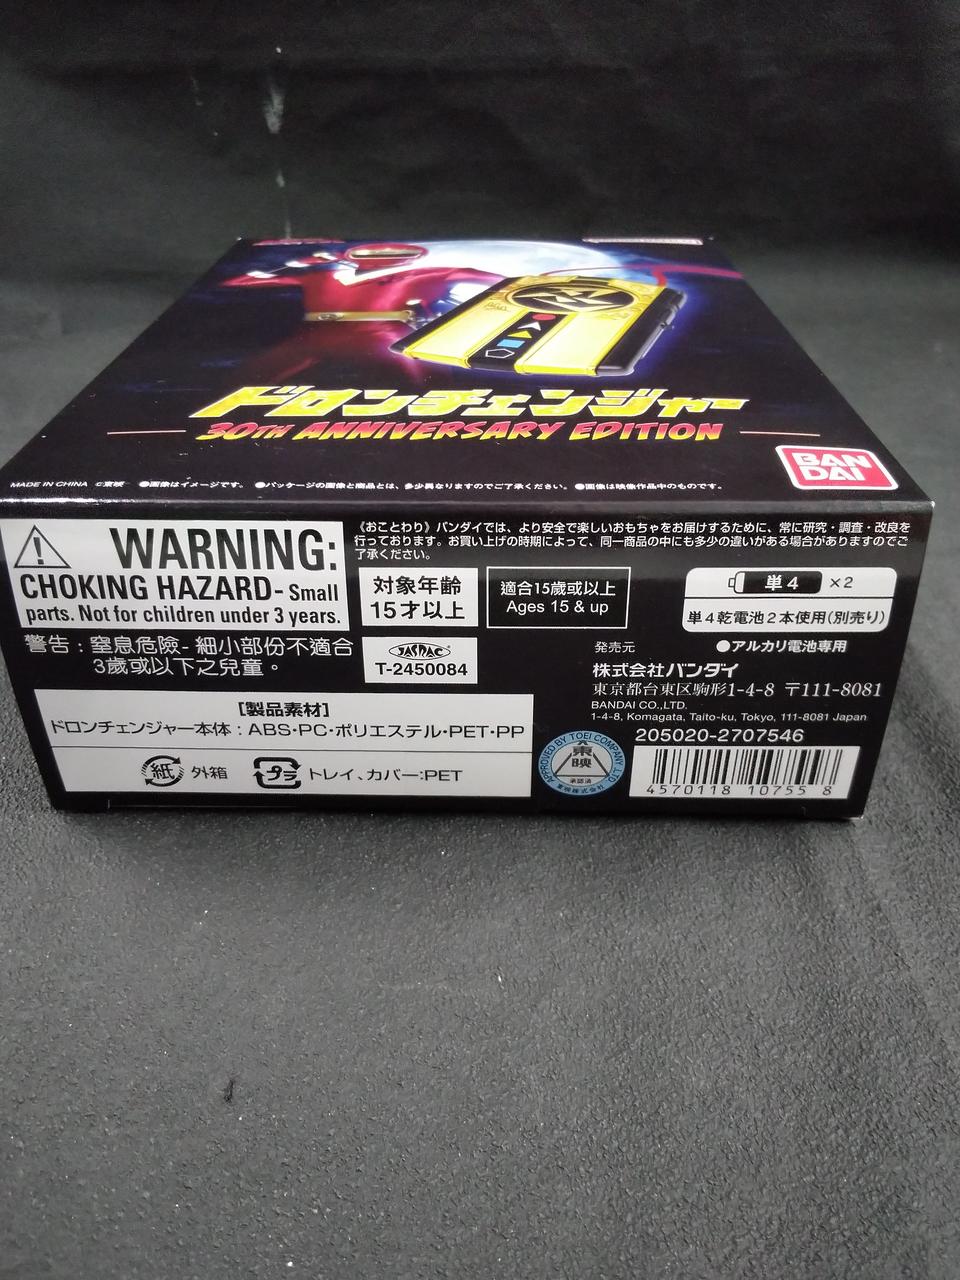 ドロンチェンジャー
30TH ANNIVERSARY EDITION
BAN
DAI
MADE IN CHINA ©東映 ●画像はイメージです。 ●パッケージの画像と商品とは、多少異なりますのでご了承ください。 ●画像は映像作品中のものです。
WARNING:
CHOKING HAZARD - Small
parts. Not for children under 3 years.
警告：窒息危險- 細小部份不適合
3歲或以下之兒童。
《おことわり》バンダイでは、より安全で楽しいおもちゃをお届けするために、常に研究・調査・改良を
行っております。お買い上げの時期によって、同一商品の中にも多少の違いがある場合がありますのでご
了承ください。
対象年齢
15才以上
適合15歲或以上
Ages 15 & up
JASRAC
T-2450084
単4 ×2
単4乾電池2本使用(別売り)
●アルカリ電池専用
発売元
株式会社バンダイ
東京都台東区駒形1-4-8 〒111-8081
BANDAI CO.,LTD.
1-4-8, Komagata, Taito-ku, Tokyo, 111-8081 Japan
205020-2707546
[製品素材]
ドロンチェンジャー本体：ABS・PC・ポリエステル・PET・PP
紙 外箱
プラ トレイ、カバー:PET
APPROVED BY TOEI COMPANY, LTD
東映
承認済
東映株式会社
4570118 10755 8